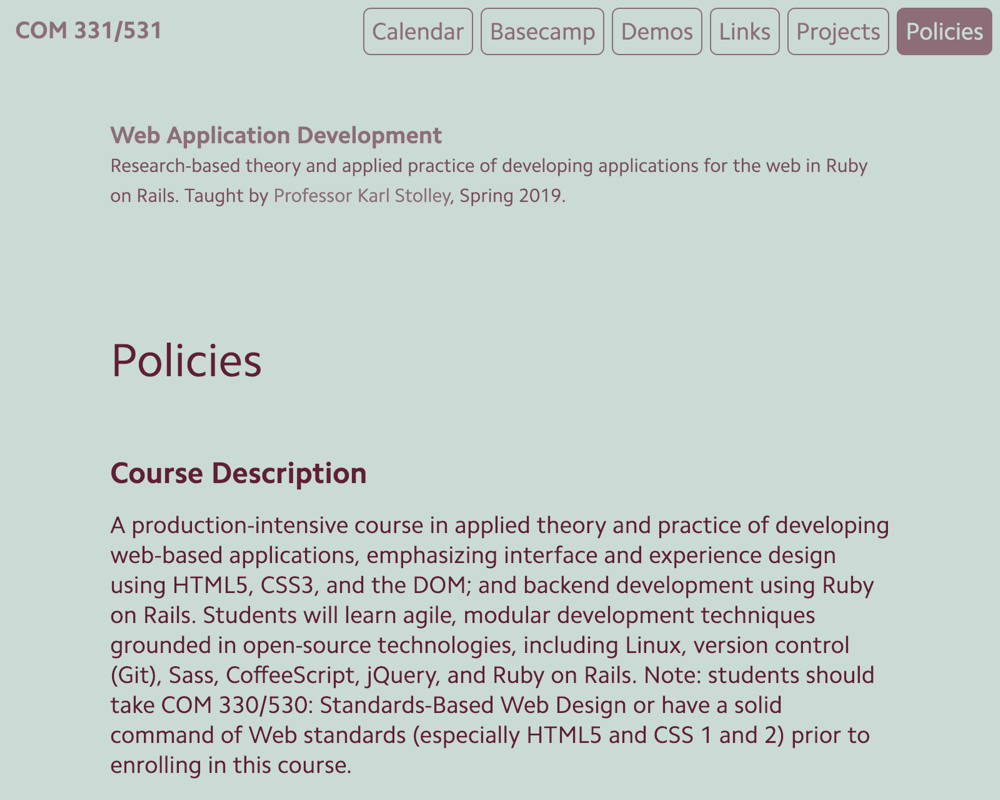 COM 331/531
Calendar
Basecamp
Demos
Links
Projects
Policies
Web Application Development
Research-based theory and applied practice of developing applications for the web in Ruby
on Rails. Taught by Professor Karl Stolley, Spring 2019.
Policies
Course Description
A production-intensive course in applied theory and practice of developing
web-based applications, emphasizing interface and experience design
using HTML5, CSS3, and the DOM; and backend development using Ruby
on Rails. Students will learn agile, modular development techniques
grounded in open-source technologies, including Linux, version control
(Git), Sass, CoffeeScript, jQuery, and Ruby on Rails. Note: students should
take COM 330/530: Standards-Based Web Design or have a solid
command of Web standards (especially HTML5 and CSS 1 and 2) prior to
enrolling in this course.